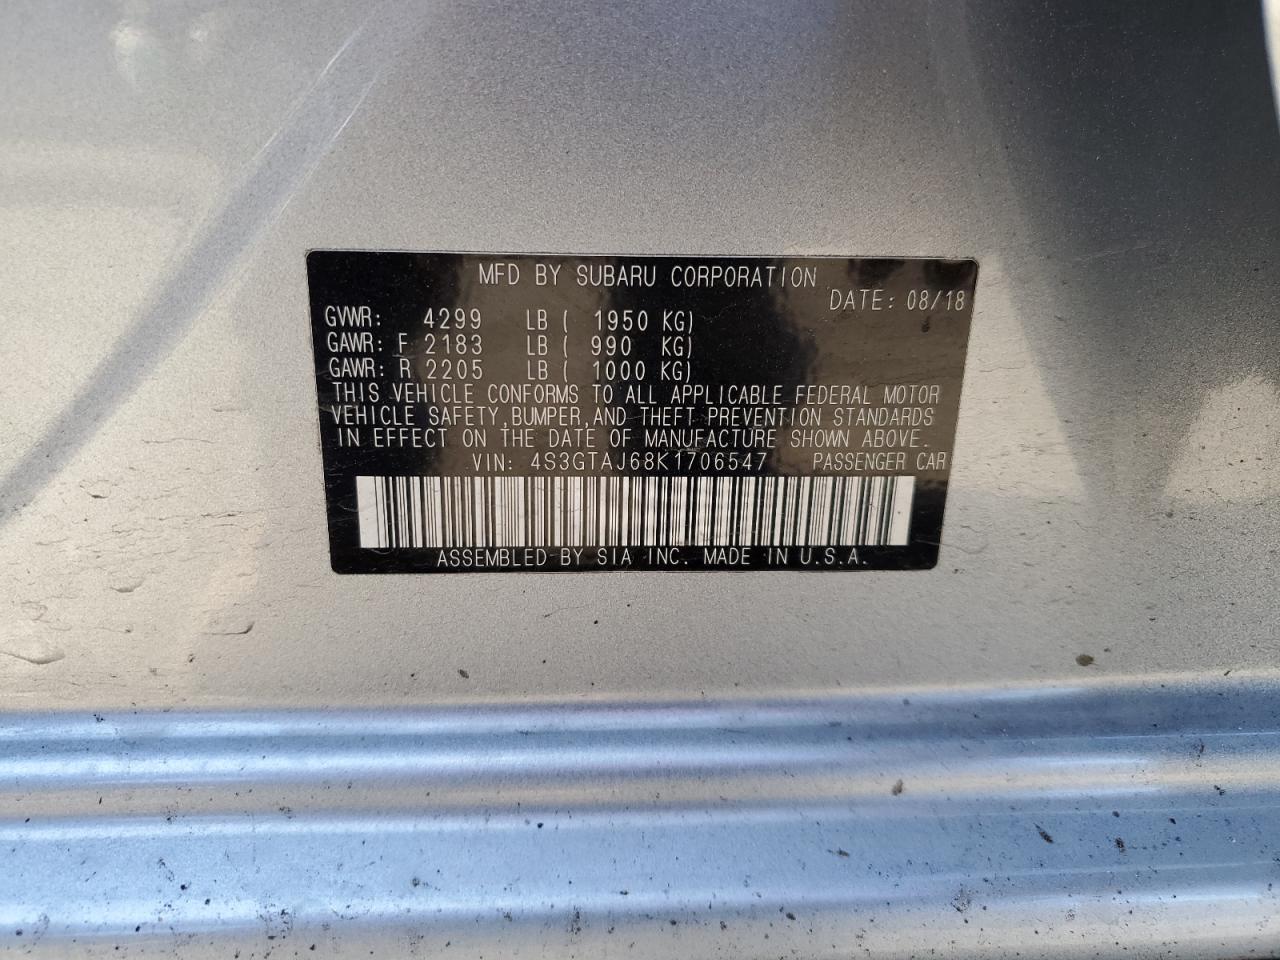 MFD BY SUBARU CORPORATION
DATE: 08/18
GVWR: 4299 LB ( 1950 KG)
GAWR: F 2183 LB ( 990 KG)
GAWR: R 2205 LB ( 1000 KG)
THIS VEHICLE CONFORMS TO ALL APPLICABLE FEDERAL MOTOR
VEHICLE SAFETY, BUMPER, AND THEFT PREVENTION STANDARDS
IN EFFECT ON THE DATE OF MANUFACTURE SHOWN ABOVE.
VIN: 4S3GTAJ68K1706547 PASSENGER CAR
ASSEMBLED BY SIA INC. MADE IN U.S.A.